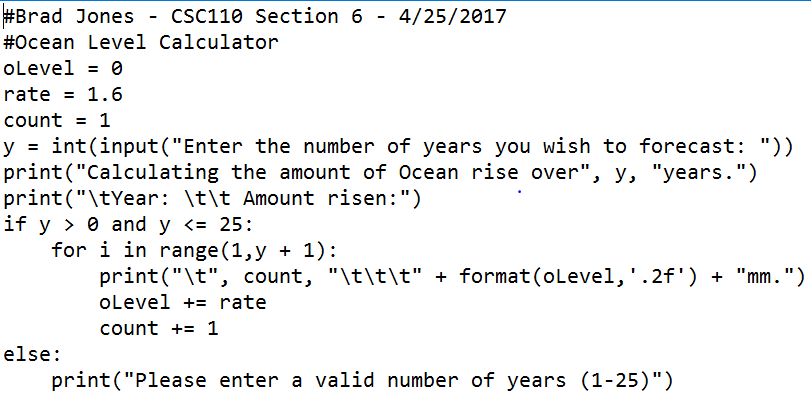 #Brad Jones - CSC110 Section 6 - 4/25/2017
#Ocean Level Calculator
oLevel = 0
rate = 1.6
count = 1
y = int(input("Enter the number of years you wish to forecast: "))
print("Calculating the amount of Ocean rise over", y, "years.")
print("\tYear: \t\t Amount risen:")
if y > 0 and y <= 25:
    for i in range(1,y + 1):
        print("\t", count, "\t\t\t" + format(oLevel,'.2f') + "mm.")
        oLevel += rate
        count += 1
else:
    print("Please enter a valid number of years (1-25)")